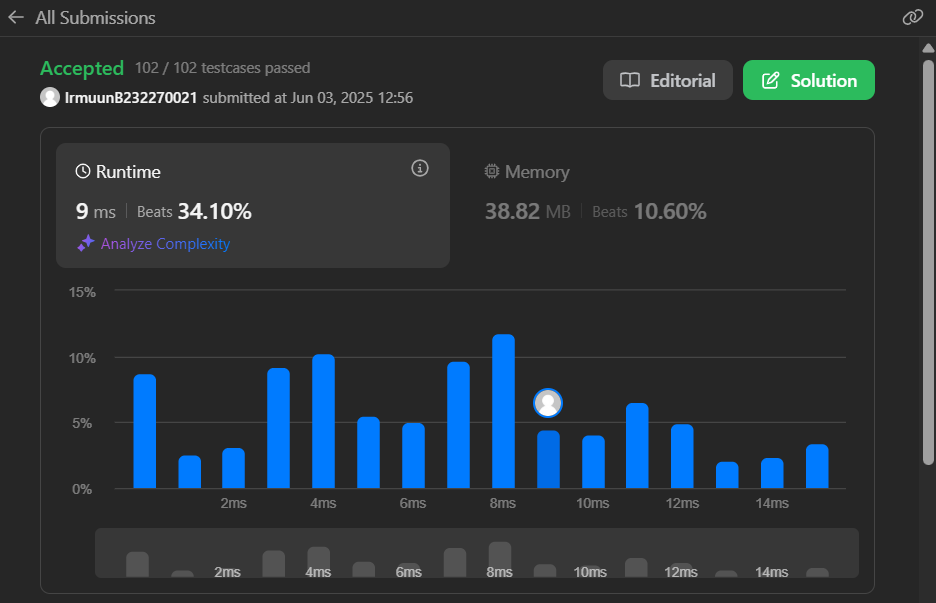 All Submissions
Accepted 102 / 102 testcases passed
IrmuunB232270021 submitted at Jun 03, 2025 12:56
Editorial
Solution
Runtime
9 ms Beats 34.10%
Analyze Complexity
Memory
38.82 MB Beats 10.60%
15%
10%
5%
0%
2ms 4ms 6ms 8ms 10ms 12ms 14ms
2ms 4ms 6ms 8ms 10ms 12ms 14ms